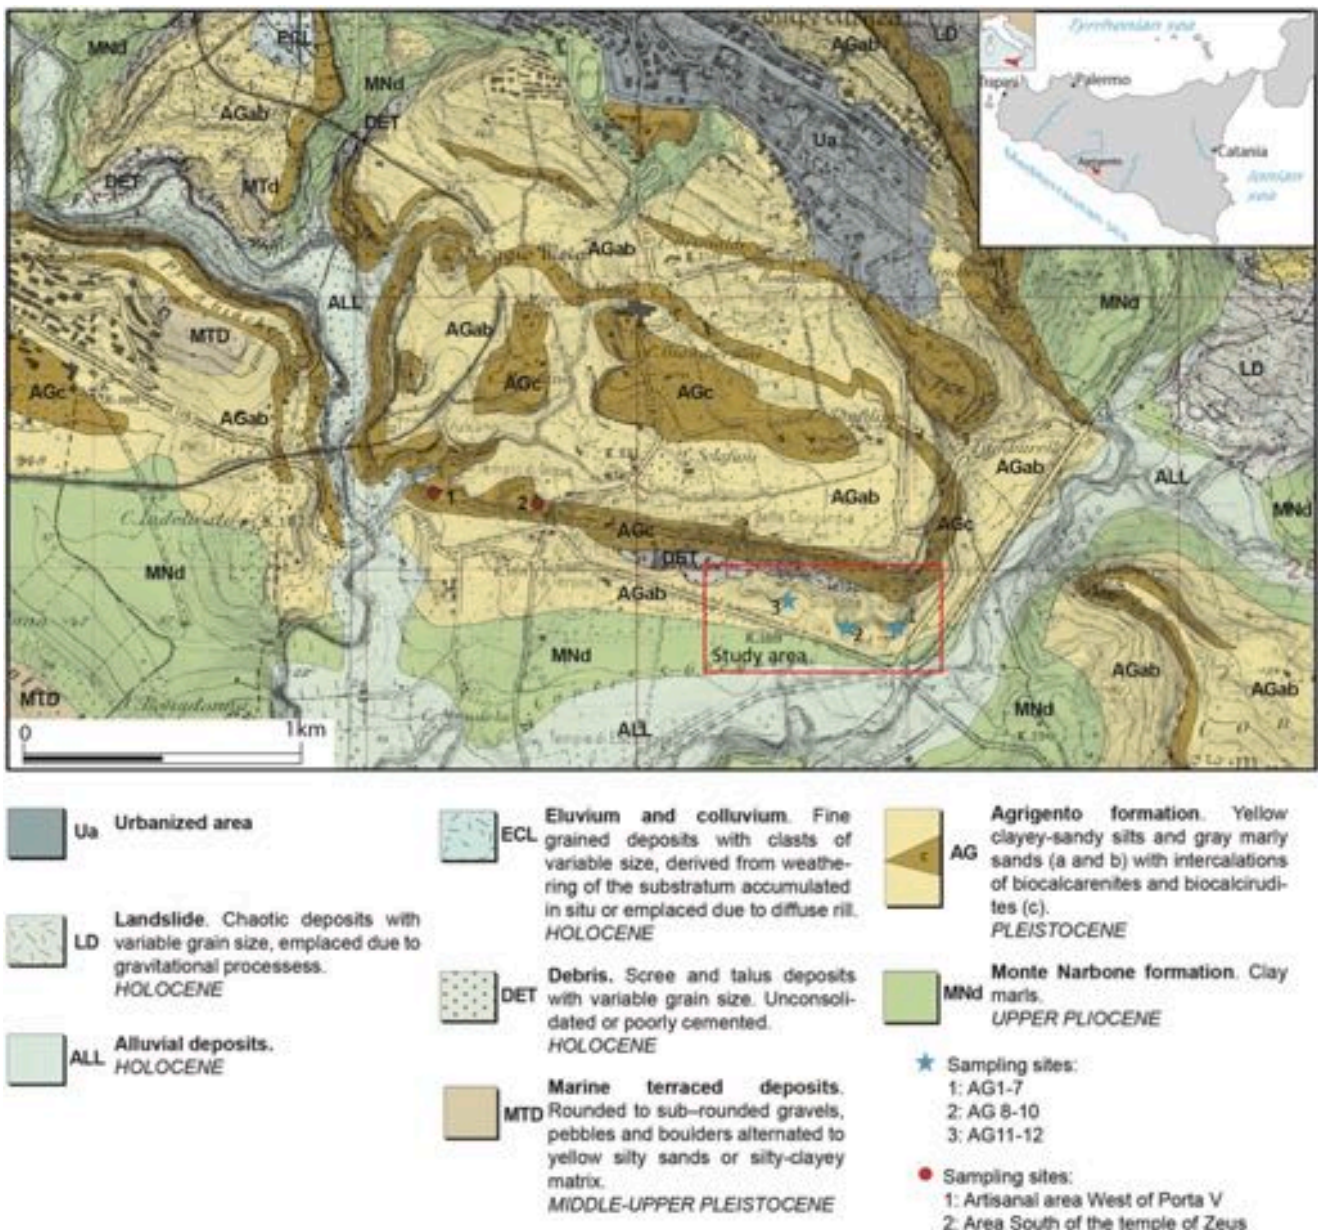 MNd
ECL
AGab
LD
Tyrrhenian sea
Trapani
Palermo
Catania
Ionian
sea
Agrigento
Mediterranean sea
AGab
MNd
DET
Ua
DET
MTd
AGab
MNd
ALL
AGab
MTD
LD
AGc
AGc
AGc
AGab
AGab
ALL
1
2
AGab
AGc
AGc
MNd
C. Indelicato
DET
MNd
AGab
3
2
1
Study area
MNd
AGab
AGab
MTD
MNd
ALL
0
1km
Ua
Urbanized area
LD
Landslide. Chaotic deposits with
variable grain size, emplaced due to
gravitational processess.
HOLOCENE
ALL
Alluvial deposits.
HOLOCENE
ECL
Eluvium and colluvium. Fine
grained deposits with clasts of
variable size, derived from weathe-
ring of the substratum accumulated
in situ or emplaced due to diffuse rill.
HOLOCENE
DET
Debris. Scree and talus deposits
with variable grain size. Unconsoli-
dated or poorly cemented.
HOLOCENE
MTD
Marine terraced deposits.
Rounded to sub–rounded gravels,
pebbles and boulders alternated to
yellow silty sands or silty-clayey
matrix.
MIDDLE-UPPER PLEISTOCENE
c
AG
Agrigento formation. Yellow
clayey-sandy silts and gray marly
sands (a and b) with intercalations
of biocalcarenites and biocalcirudi-
tes (c).
PLEISTOCENE
MNd
Monte Narbone formation. Clay
marls.
UPPER PLIOCENE
Sampling sites:
1: AG1-7
2: AG 8-10
3: AG11-12
Sampling sites:
1: Artisanal area West of Porta V
2: Area South of the temple of Zeus